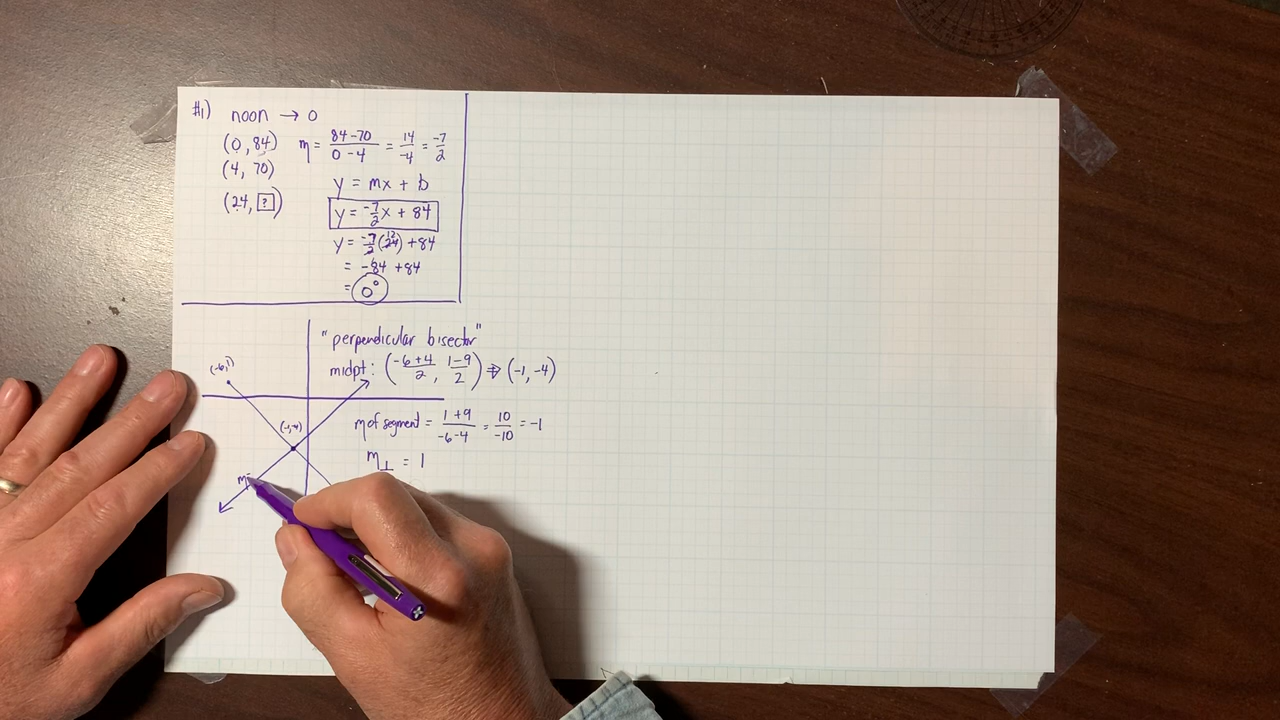 #1) noon → 0
(0, 84) m = 84-70 / 0-4 = 14/-4 = -7/2
(4, 70)
y = mx + b
(24, ?)
y = -7/2x + 84
y = -7/2(24) + 84
12
= -84 + 84
= 0°
"perpendicular bisector"
midpt: (-6+4/2, 1-9/2) ⇒ (-1, -4)
(-6,1)
m of segment = 1+9/-6-4 = 10/-10 = -1
(-1,-4)
m⊥ = 1
m=